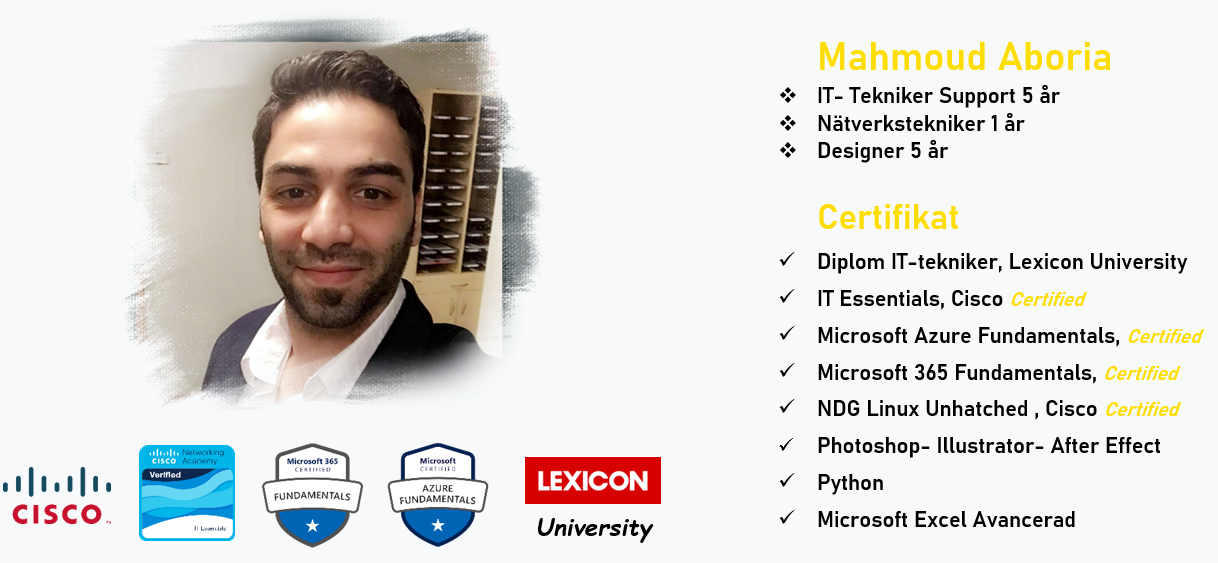 Mahmoud Aboria
IT- Tekniker Support 5 år
Nätverkstekniker 1 år
Designer 5 år
Certifikat
Diplom IT-tekniker, Lexicon University
IT Essentials, Cisco Certified
Microsoft Azure Fundamentals, Certified
Microsoft 365 Fundamentals, Certified
NDG Linux Unhatched , Cisco Certified
Photoshop- Illustrator- After Effect
Python
Microsoft Excel Avancerad
CISCO
CISCO Networking Academy
Verified
IT Essentials
Microsoft 365
CERTIFIED
FUNDAMENTALS
Microsoft
CERTIFIED
AZURE
FUNDAMENTALS
LEXICON
University